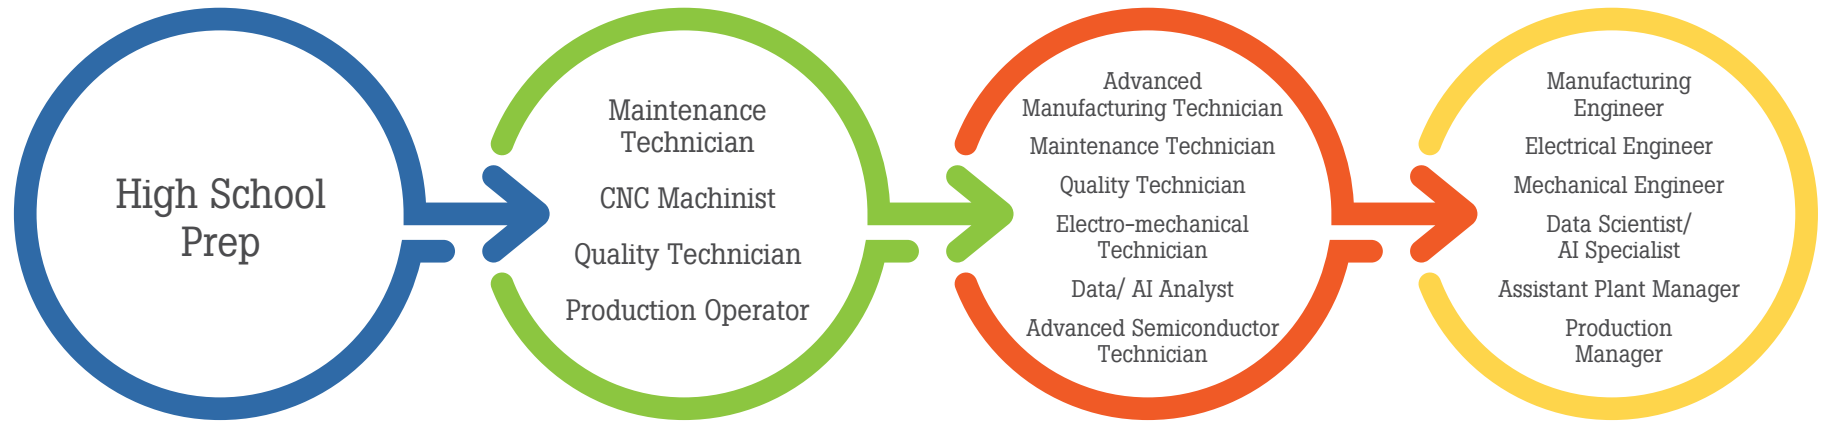 High School
Prep
Maintenance
Technician
CNC Machinist
Quality Technician
Production Operator
Advanced
Manufacturing Technician
Maintenance Technician
Quality Technician
Electro-mechanical
Technician
Data/ AI Analyst
Advanced Semiconductor
Technician
Manufacturing
Engineer
Electrical Engineer
Mechanical Engineer
Data Scientist/
AI Specialist
Assistant Plant Manager
Production
Manager